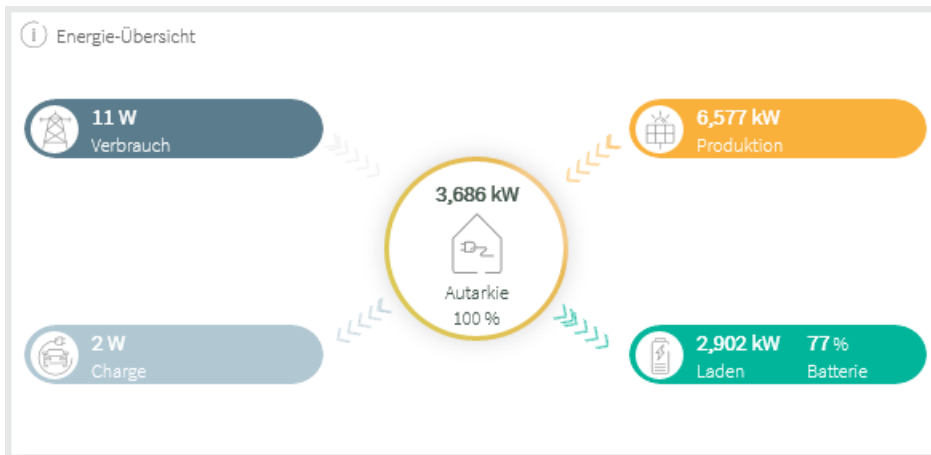 i Energie-Übersicht
11 W
Verbrauch
6,577 kW
Produktion
3,686 kW
Autarkie
100 %
2 W
Charge
2,902 kW 77 %
Laden Batterie